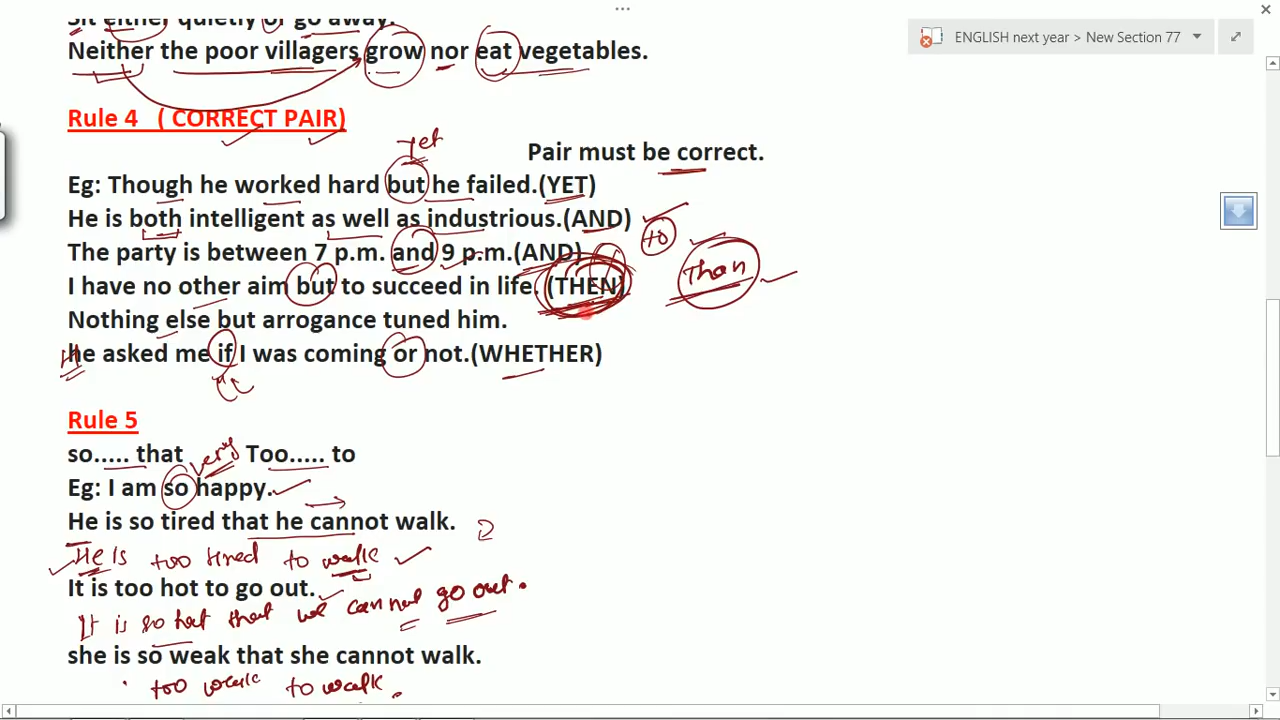 ENGLISH next year > New Section 77
Sit either quietly or go away.
Neither the poor villagers grow nor eat vegetables.
Rule 4 ( CORRECT PAIR)
yet
Pair must be correct.
Eg: Though he worked hard but he failed.(YET)
He is both intelligent as well as industrious.(AND)
to
The party is between 7 p.m. and 9 p.m.(AND)
Than
I have no other aim but to succeed in life. (THEN)
Nothing else but arrogance tuned him.
H
he asked me if I was coming or not.(WHETHER)
Rule 5
so..... that very Too..... to
Eg: I am so happy.
He is so tired that he cannot walk.
He is too tired to walk
It is too hot to go out.
It is so hot that we cannot go out.
she is so weak that she cannot walk.
too weak to walk.